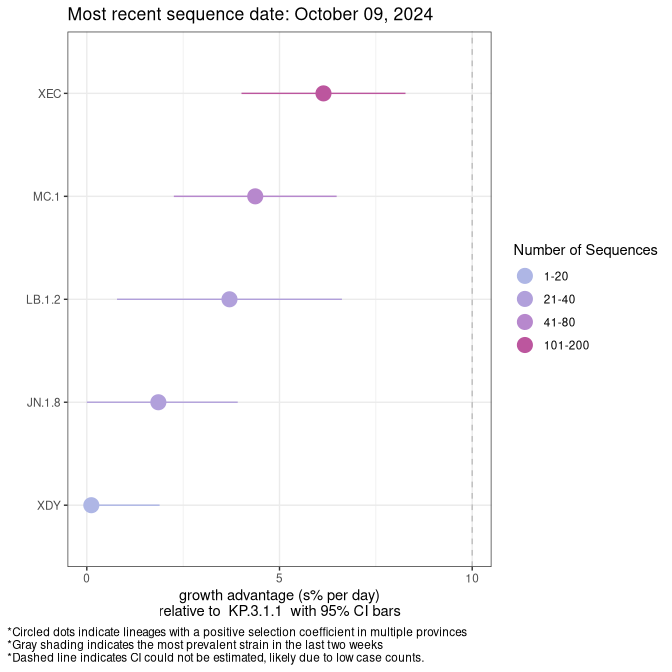 Most recent sequence date: October 09, 2024
XEC
MC.1
LB.1.2
JN.1.8
XDY
0
5
10
growth advantage (s% per day)
relative to KP.3.1.1 with 95% CI bars
Number of Sequences
1-20
21-40
41-80
101-200
*Circled dots indicate lineages with a positive selection coefficient in multiple provinces
*Gray shading indicates the most prevalent strain in the last two weeks
*Dashed line indicates CI could not be estimated, likely due to low case counts.